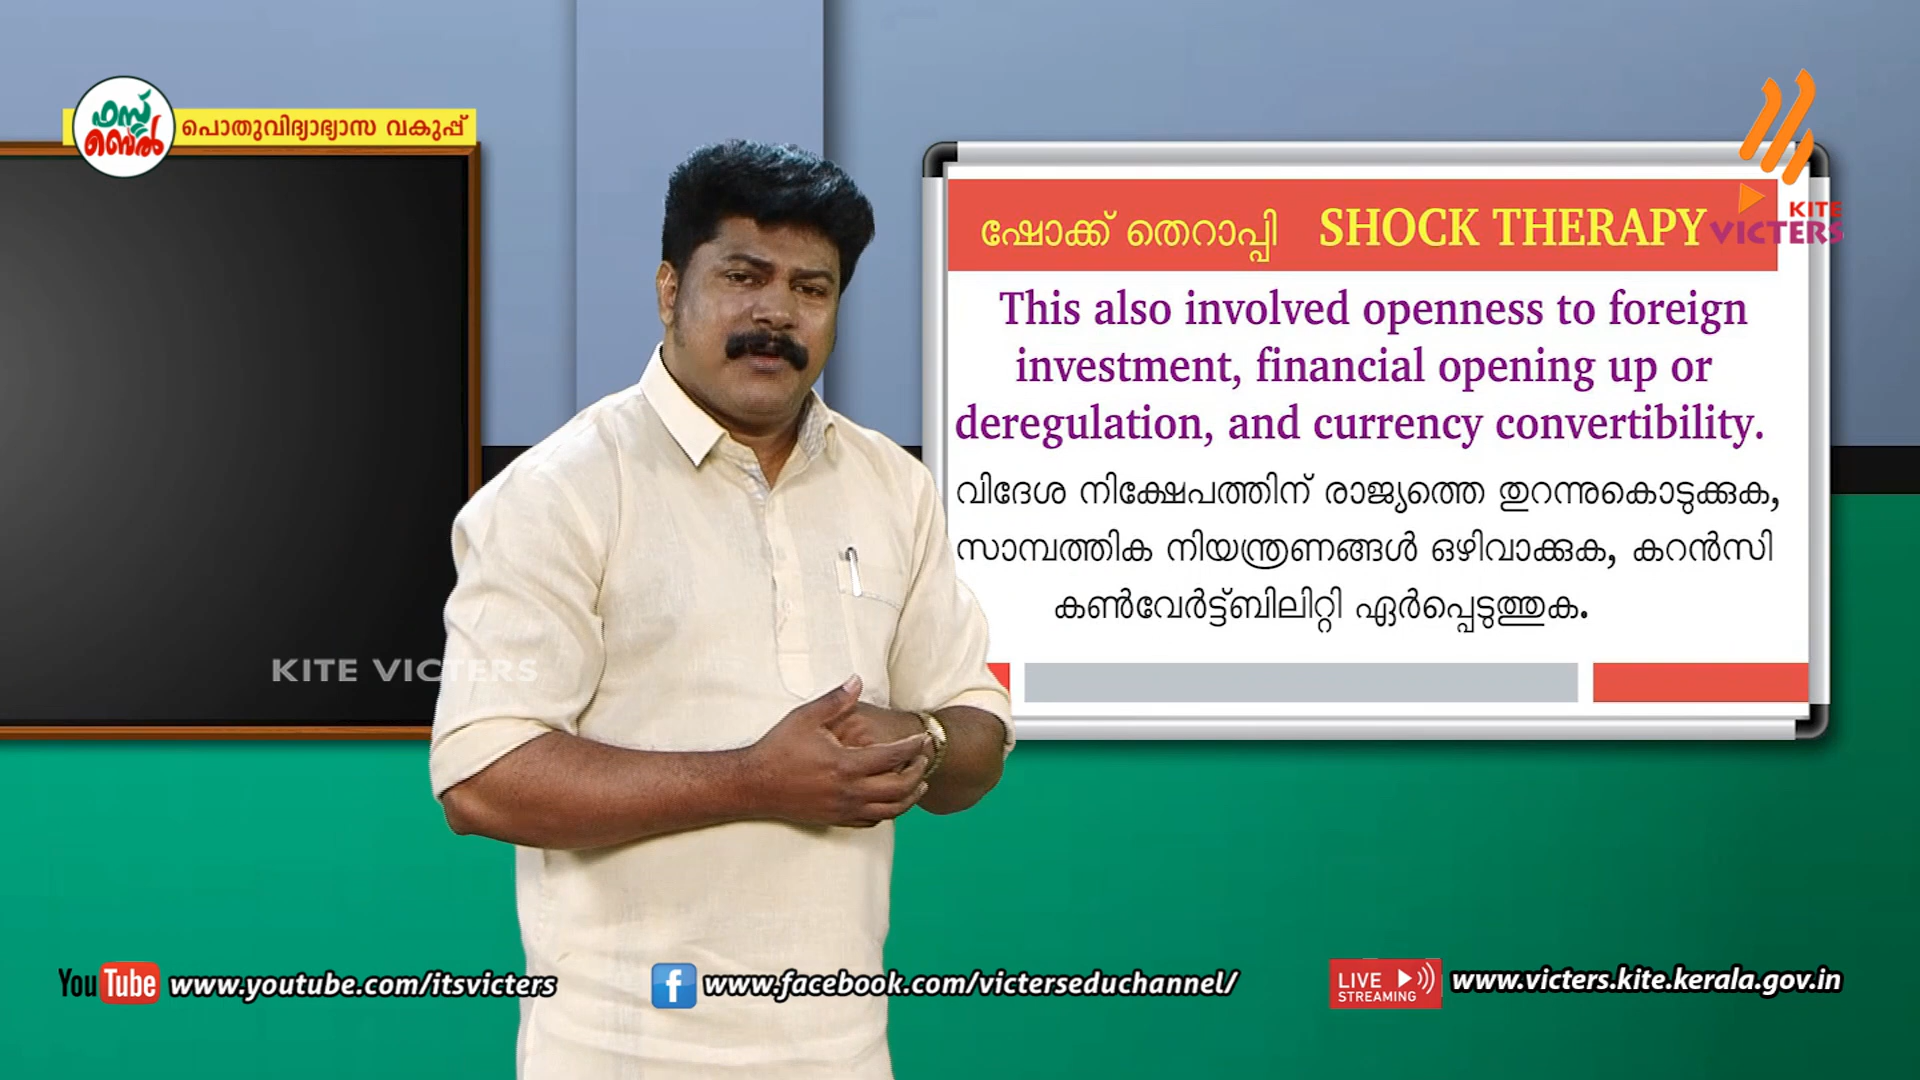 ഫസ്റ്റ്
ബെൽ
പൊതുവിദ്യാഭ്യാസ വകുപ്പ്
KITE
VICTERS
ഷോക്ക് തെറാപ്പി SHOCK THERAPY
This also involved openness to foreign
investment, financial opening up or
deregulation, and currency convertibility.
വിദേശ നിക്ഷേപത്തിന് രാജ്യത്തെ തുറന്നുകൊടുക്കുക,
സാമ്പത്തിക നിയന്ത്രണങ്ങൾ ഒഴിവാക്കുക, കറൻസി
കൺവേർട്ട്ബിലിറ്റി ഏർപ്പെടുത്തുക.
KITE VICTERS
YouTube www.youtube.com/itsvicters
f www.facebook.com/victerseduchannel/
LIVE STREAMING www.victers.kite.kerala.gov.in